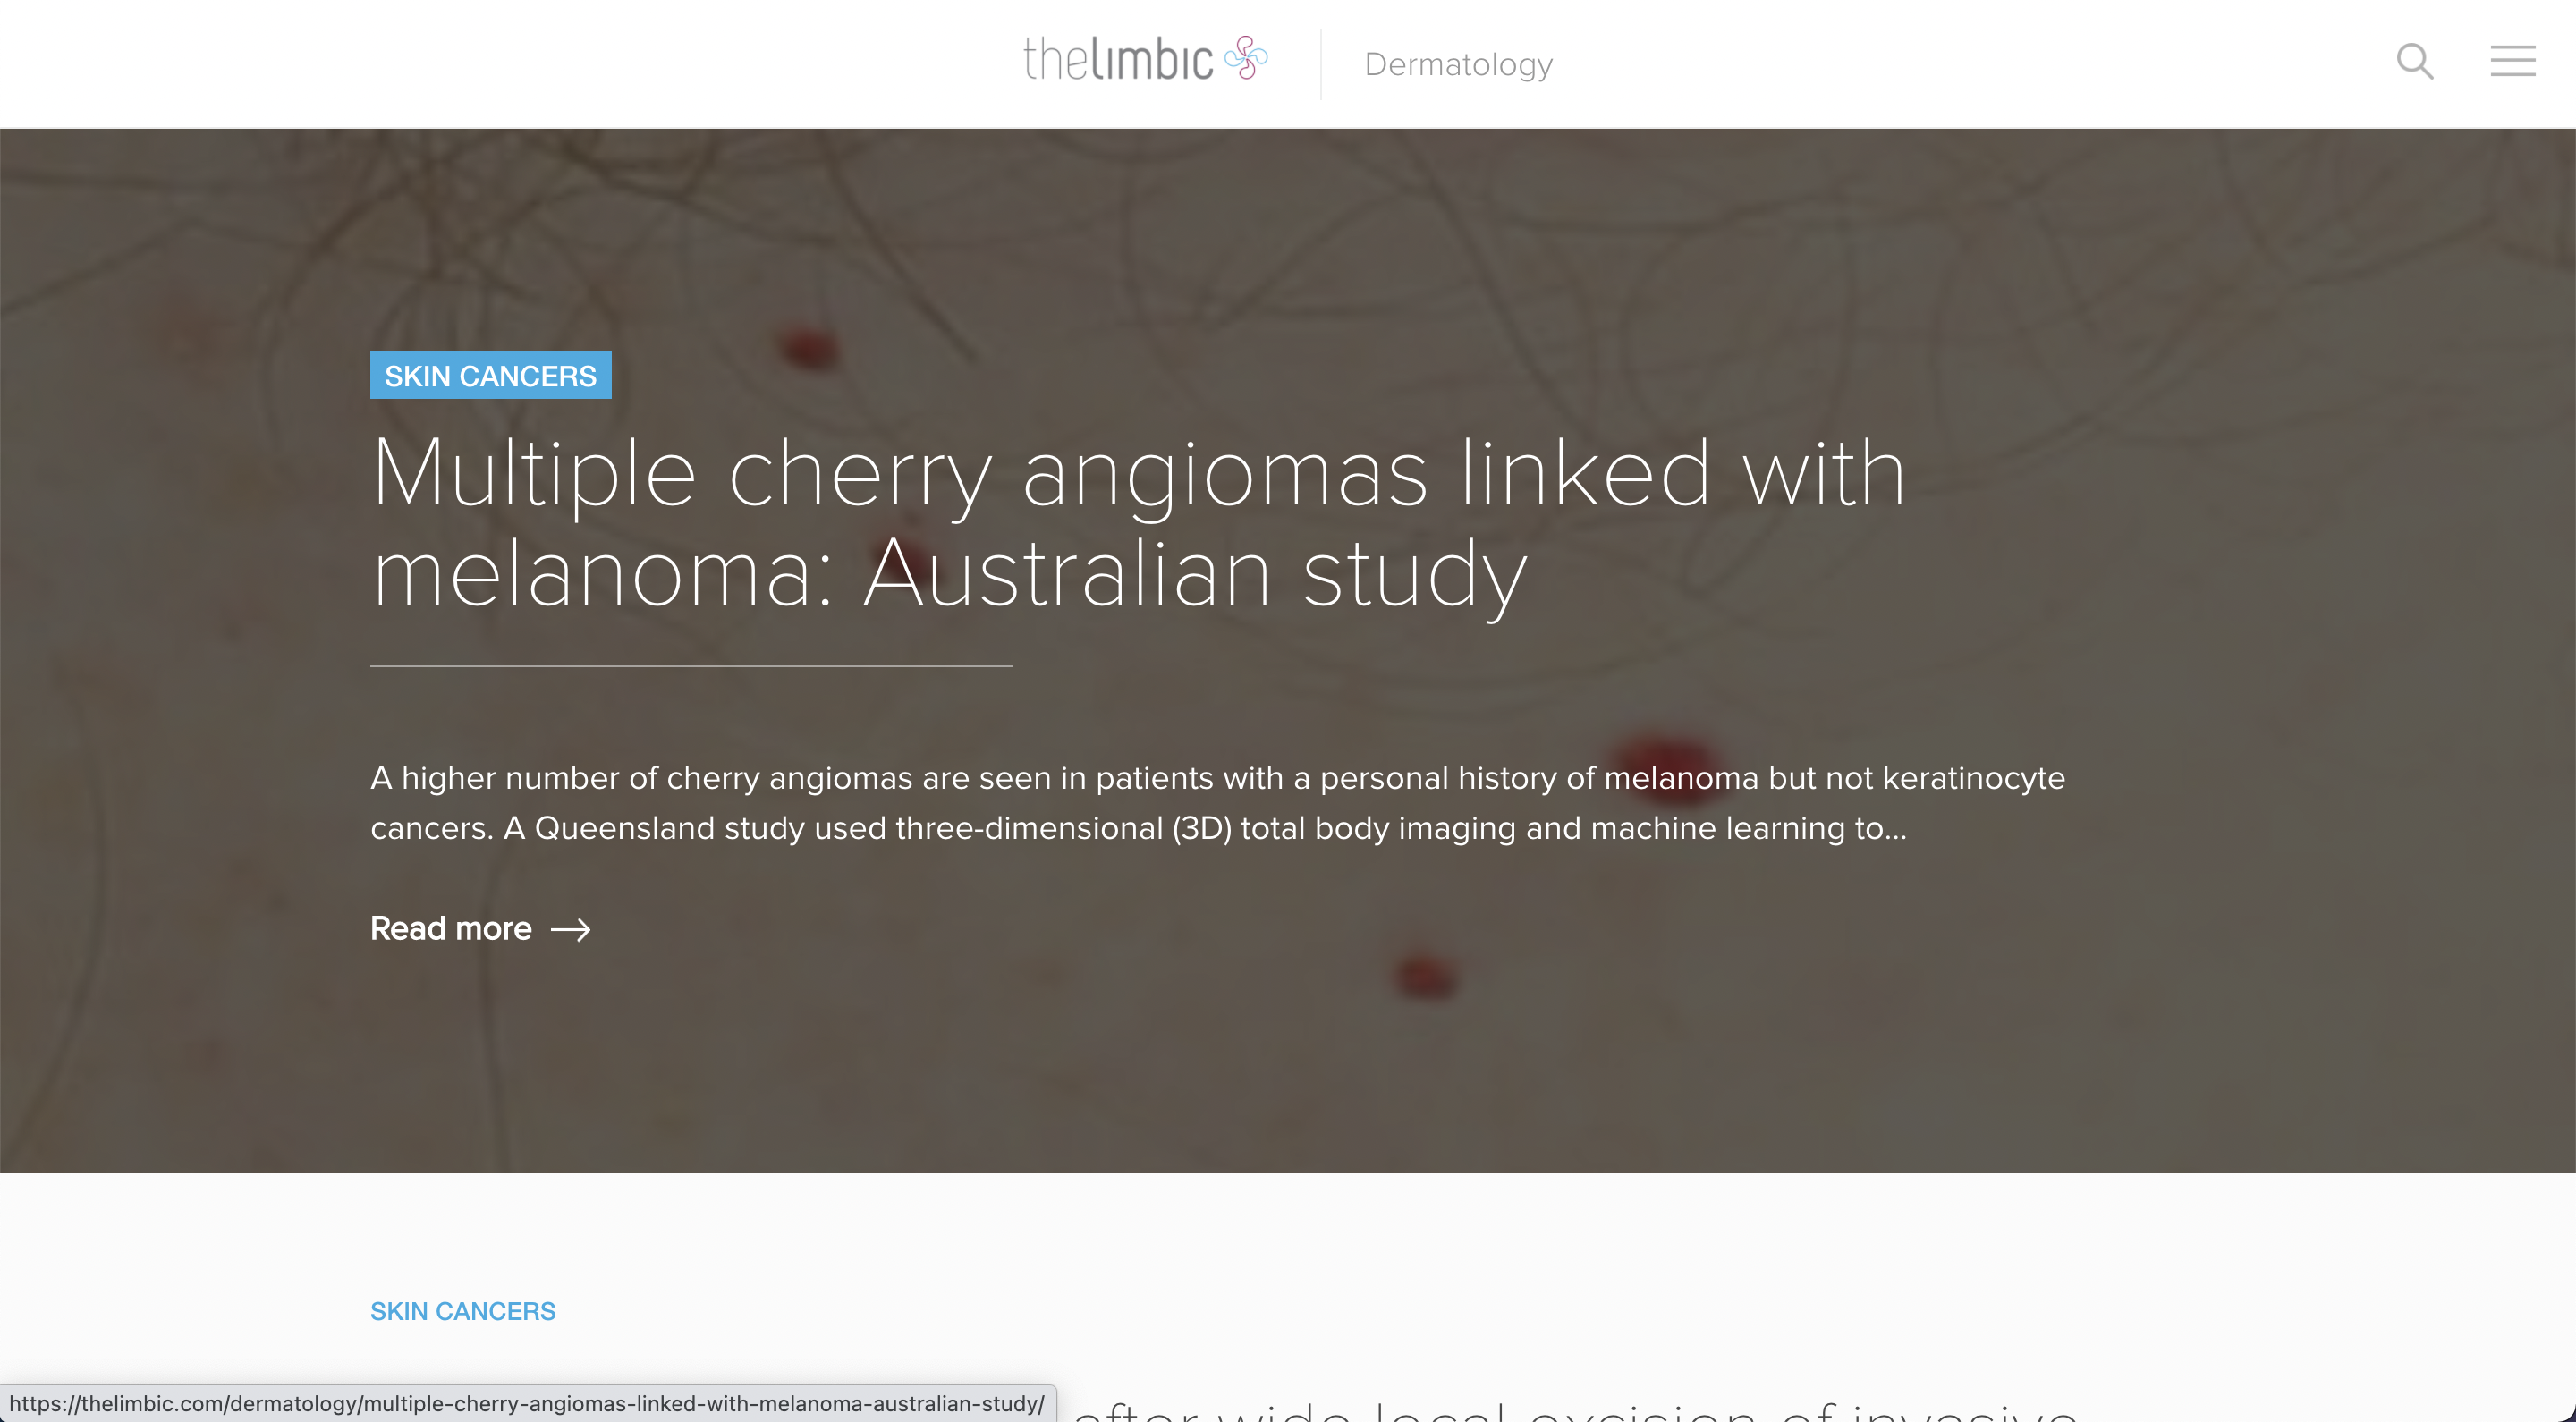 thelimbic
Dermatology
SKIN CANCERS
Multiple cherry angiomas linked with
melanoma: Australian study
A higher number of cherry angiomas are seen in patients with a personal history of melanoma but not keratinocyte
cancers. A Queensland study used three-dimensional (3D) total body imaging and machine learning to...
Read more
SKIN CANCERS
after wide local excision of invasive
https://thelimbic.com/dermatology/multiple-cherry-angiomas-linked-with-melanoma-australian-study/